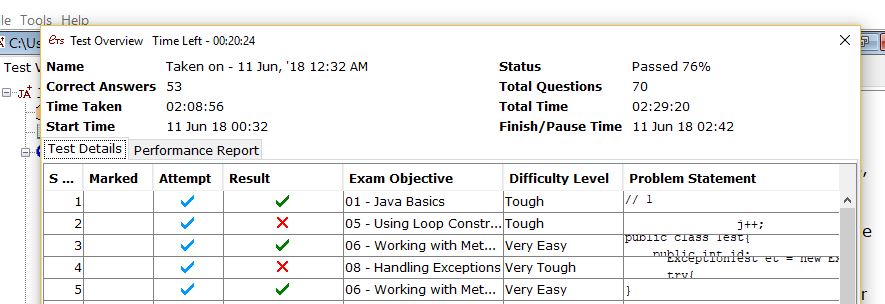 le Tools Help
C:\Us
eTS Test Overview Time Left - 00:20:24
Test V
Name Taken on - 11 Jun, '18 12:32 AM Status Passed 76%
Correct Answers 53 Total Questions 70
Time Taken 02:08:56 Total Time 02:29:20
Start Time 11 Jun 18 00:32 Finish/Pause Time 11 Jun 18 02:42
Test Details Performance Report
S ... Marked Attempt Result Exam Objective Difficulty Level Problem Statement
1 01 - Java Basics Tough // 1
2 05 - Using Loop Constr... Tough j++;
3 06 - Working with Met... Very Easy public class Test{
public int id;
4 08 - Handling Exceptions Very Tough ExceptionTest et = new Ex
try{
5 06 - Working with Met... Very Easy }